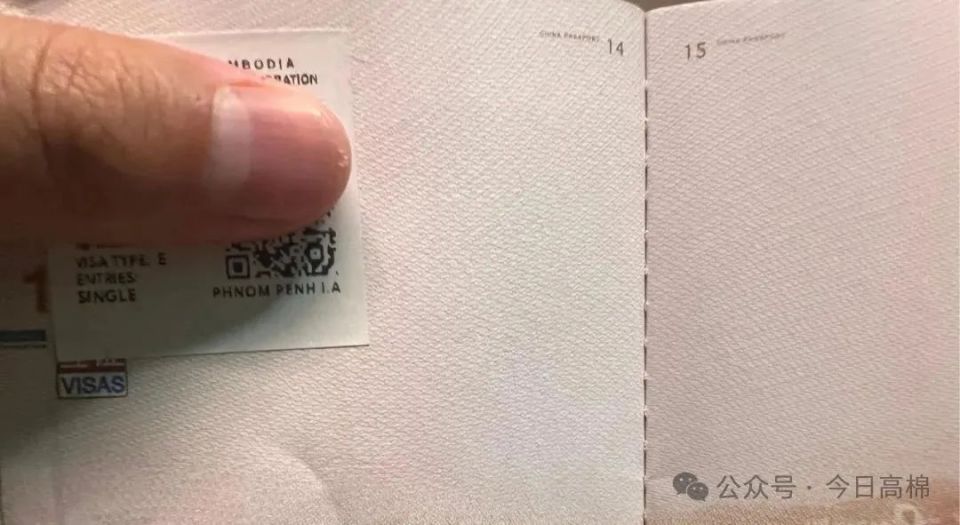 MBODIA
RATION
VISA TYPE: E
ENTRIES:
SINGLE
PHNOM PENH I.A
VISAS
CHINA PASSPORT 14
15 CHINA PASSPORT
公众号 · 今日高棉